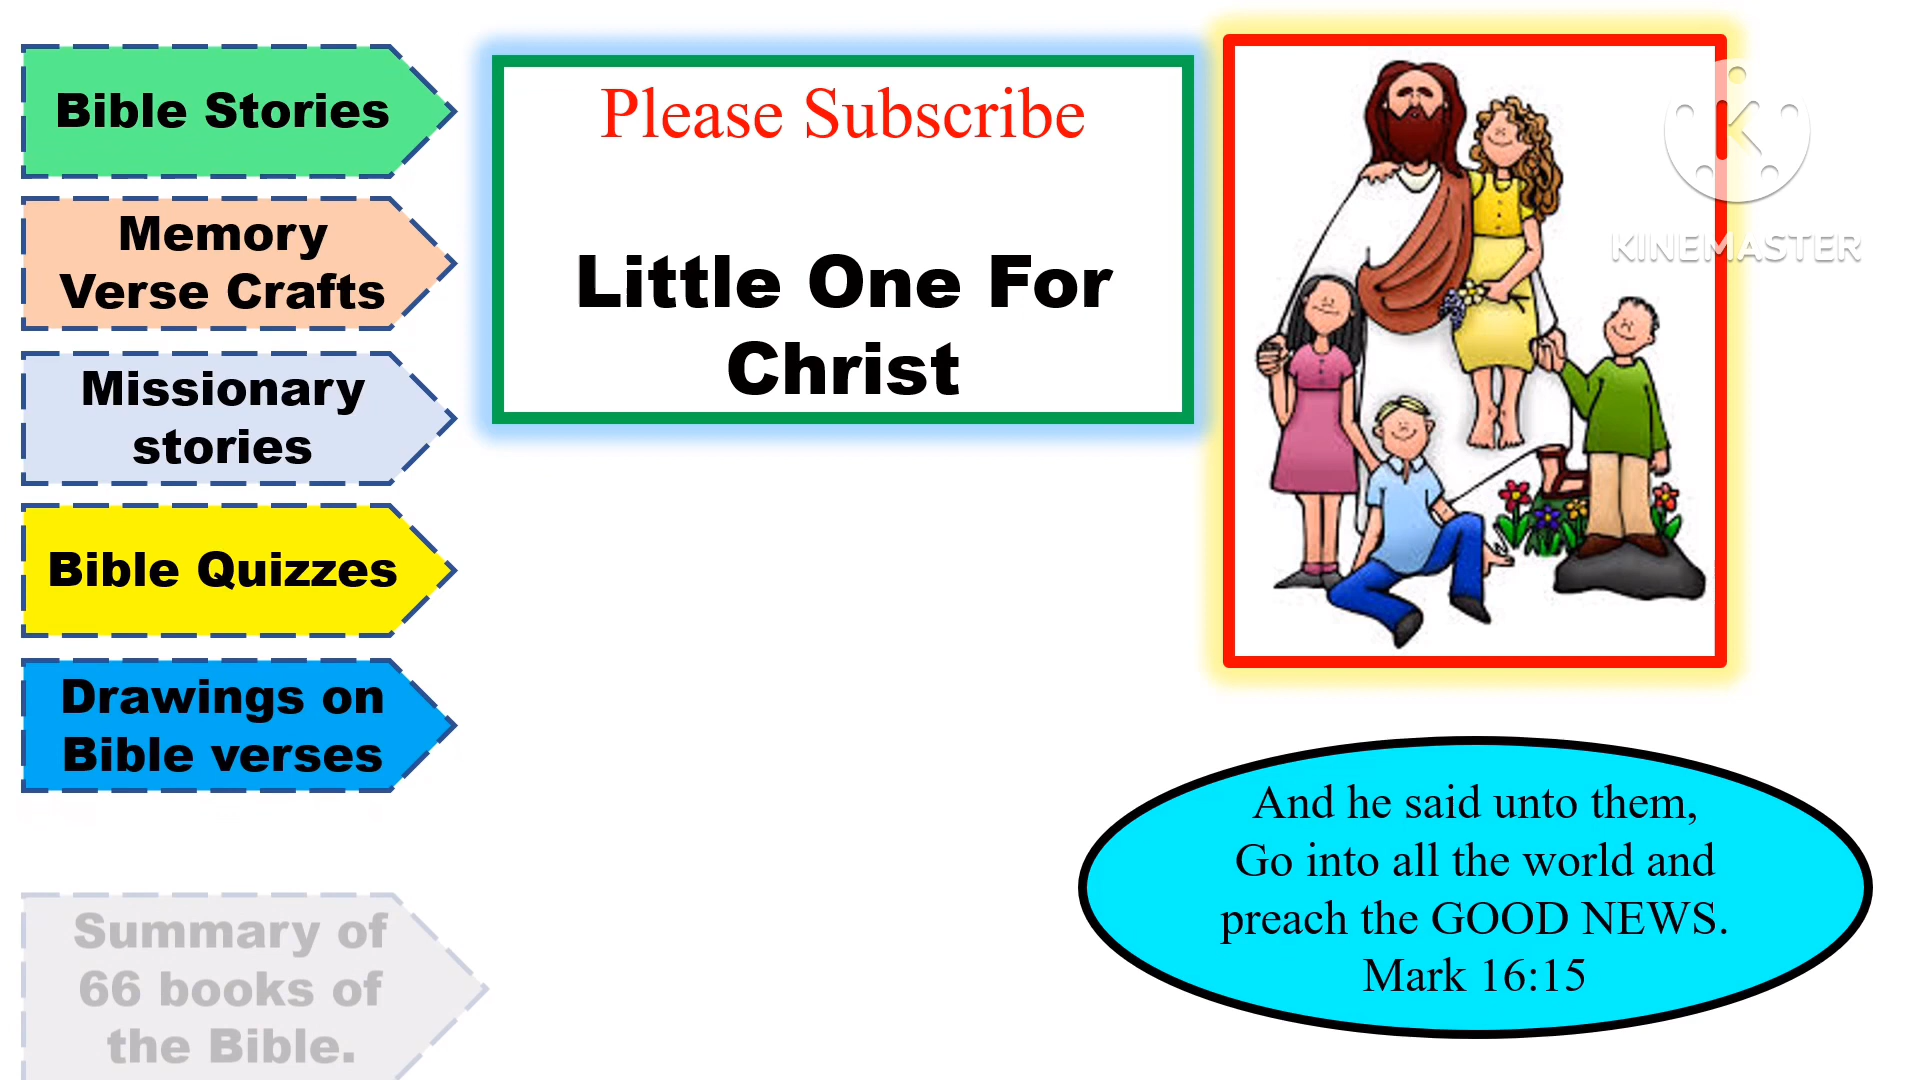 Bible Stories
Memory
Verse Crafts
Missionary
stories
Bible Quizzes
Drawings on
Bible verses
Summary of
66 books of
the Bible.
Please Subscribe
Little One For
Christ
K
KINEMASTER
And he said unto them,
Go into all the world and
preach the GOOD NEWS.
Mark 16:15